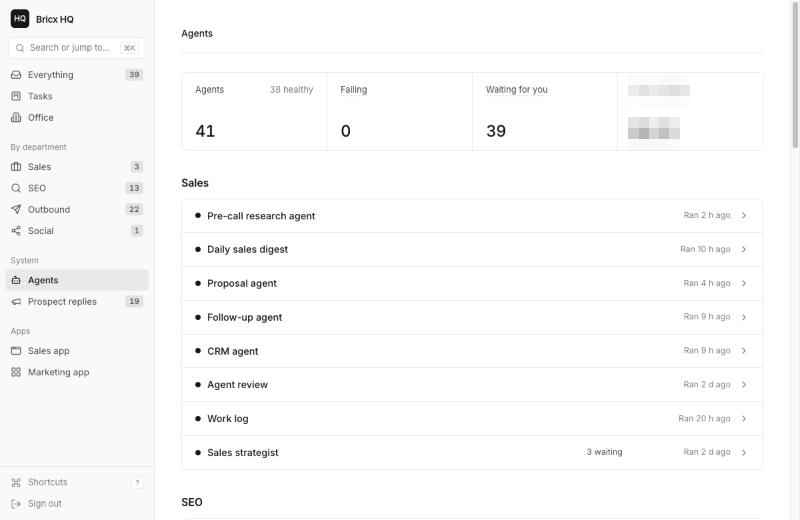 HQ Bricx HQ
Search or jump to... ⌘K
Everything 39
Tasks
Office
By department
Sales 3
SEO 13
Outbound 22
Social 1
System
Agents
Prospect replies 19
Apps
Sales app
Marketing app
Shortcuts ?
Sign out
Agents
Agents 38 healthy
41
Failing
0
Waiting for you
39
Sales
Pre-call research agent Ran 2 h ago
Daily sales digest Ran 10 h ago
Proposal agent Ran 4 h ago
Follow-up agent Ran 9 h ago
CRM agent Ran 9 h ago
Agent review Ran 2 d ago
Work log Ran 20 h ago
Sales strategist 3 waiting Ran 2 d ago
SEO